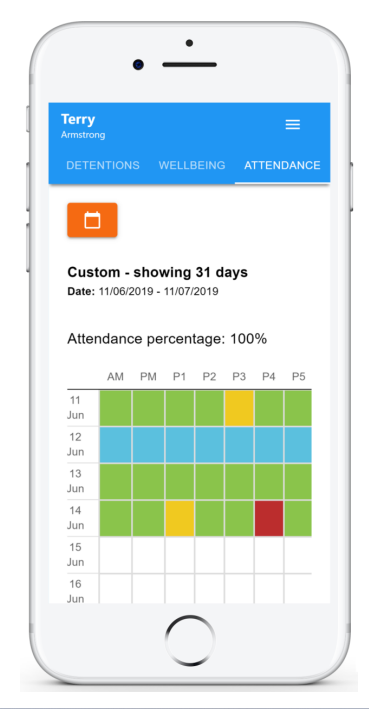 Terry
Armstrong
DETENTIONS WELLBEING ATTENDANCE
Custom - showing 31 days
Date: 11/06/2019 - 11/07/2019
Attendance percentage: 100%
AM PM P1 P2 P3 P4 P5
11
Jun
12
Jun
13
Jun
14
Jun
15
Jun
16
Jun